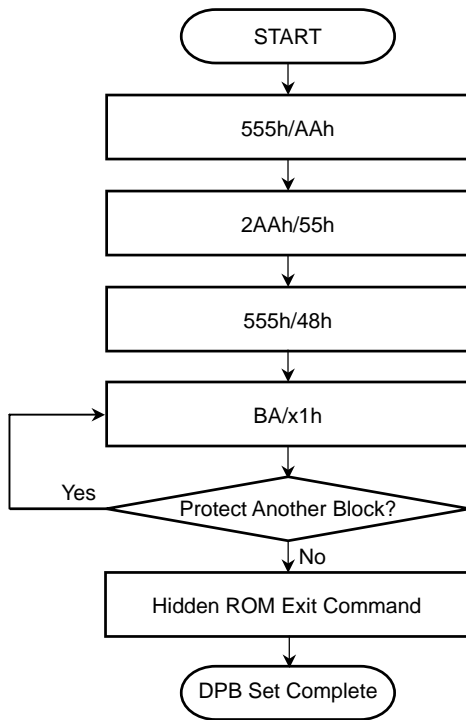 START
555h/AAh
2AAh/55h
555h/48h
BA/x1h
Yes
Protect Another Block?
No
Hidden ROM Exit Command
DPB Set Complete